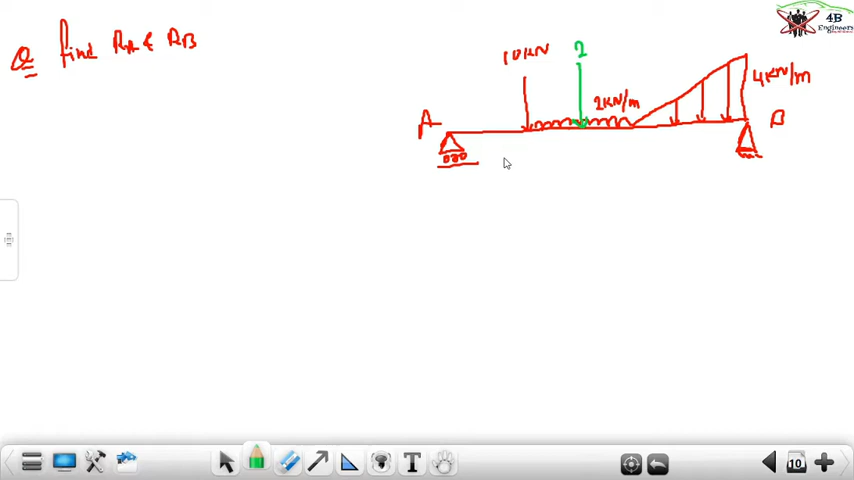 Q find RA & RB
10KN
2
2KN/m
4KN/m
A
B
4B
Engineers
10